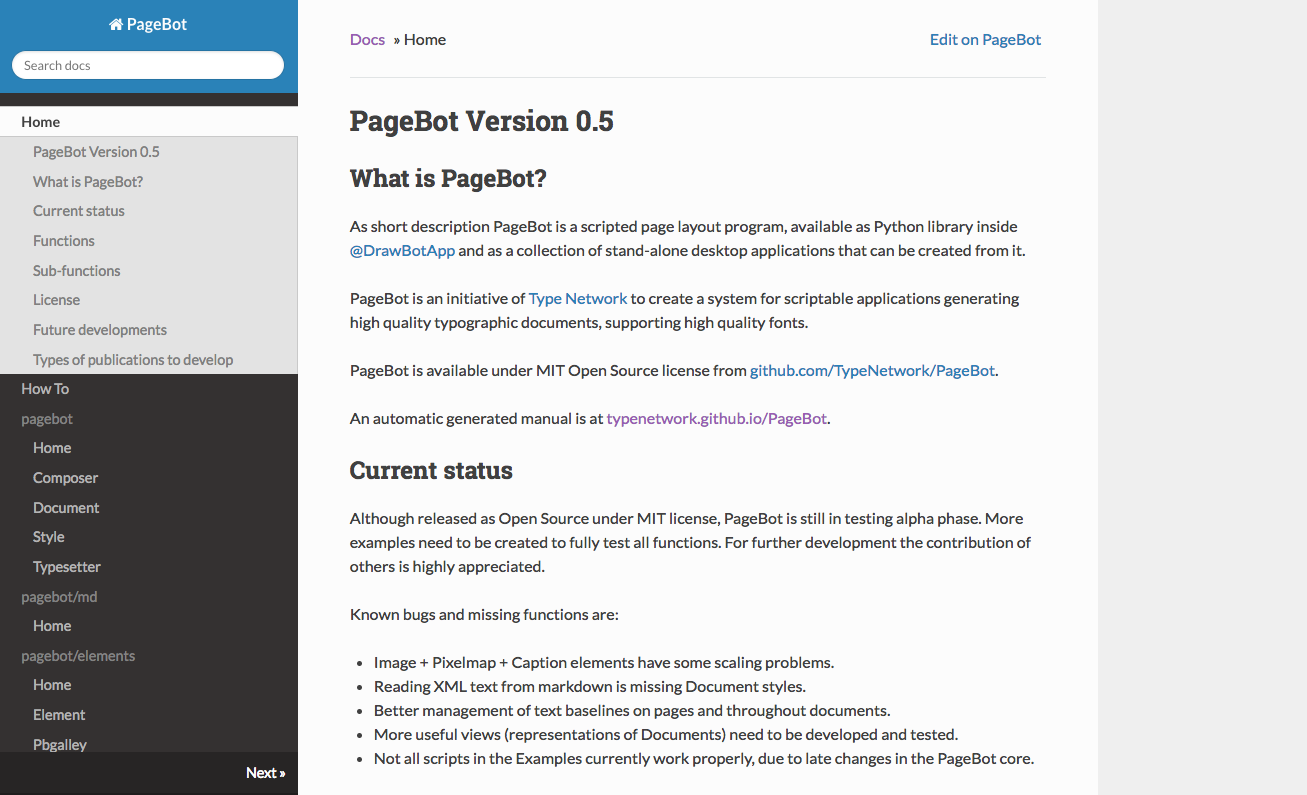 PageBot
Search docs
Home
PageBot Version 0.5
What is PageBot?
Current status
Functions
Sub-functions
License
Future developments
Types of publications to develop
How To
pagebot
Home
Composer
Document
Style
Typesetter
pagebot/md
Home
pagebot/elements
Home
Element
Pbgalley
Next »
Docs » Home
Edit on PageBot
PageBot Version 0.5
What is PageBot?
As short description PageBot is a scripted page layout program, available as Python library inside
@DrawBotApp and as a collection of stand-alone desktop applications that can be created from it.
PageBot is an initiative of Type Network to create a system for scriptable applications generating
high quality typographic documents, supporting high quality fonts.
PageBot is available under MIT Open Source license from github.com/TypeNetwork/PageBot.
An automatic generated manual is at typenetwork.github.io/PageBot.
Current status
Although released as Open Source under MIT license, PageBot is still in testing alpha phase. More
examples need to be created to fully test all functions. For further development the contribution of
others is highly appreciated.
Known bugs and missing functions are:
• Image + Pixelmap + Caption elements have some scaling problems.
• Reading XML text from markdown is missing Document styles.
• Better management of text baselines on pages and throughout documents.
• More useful views (representations of Documents) need to be developed and tested.
• Not all scripts in the Examples currently work properly, due to late changes in the PageBot core.